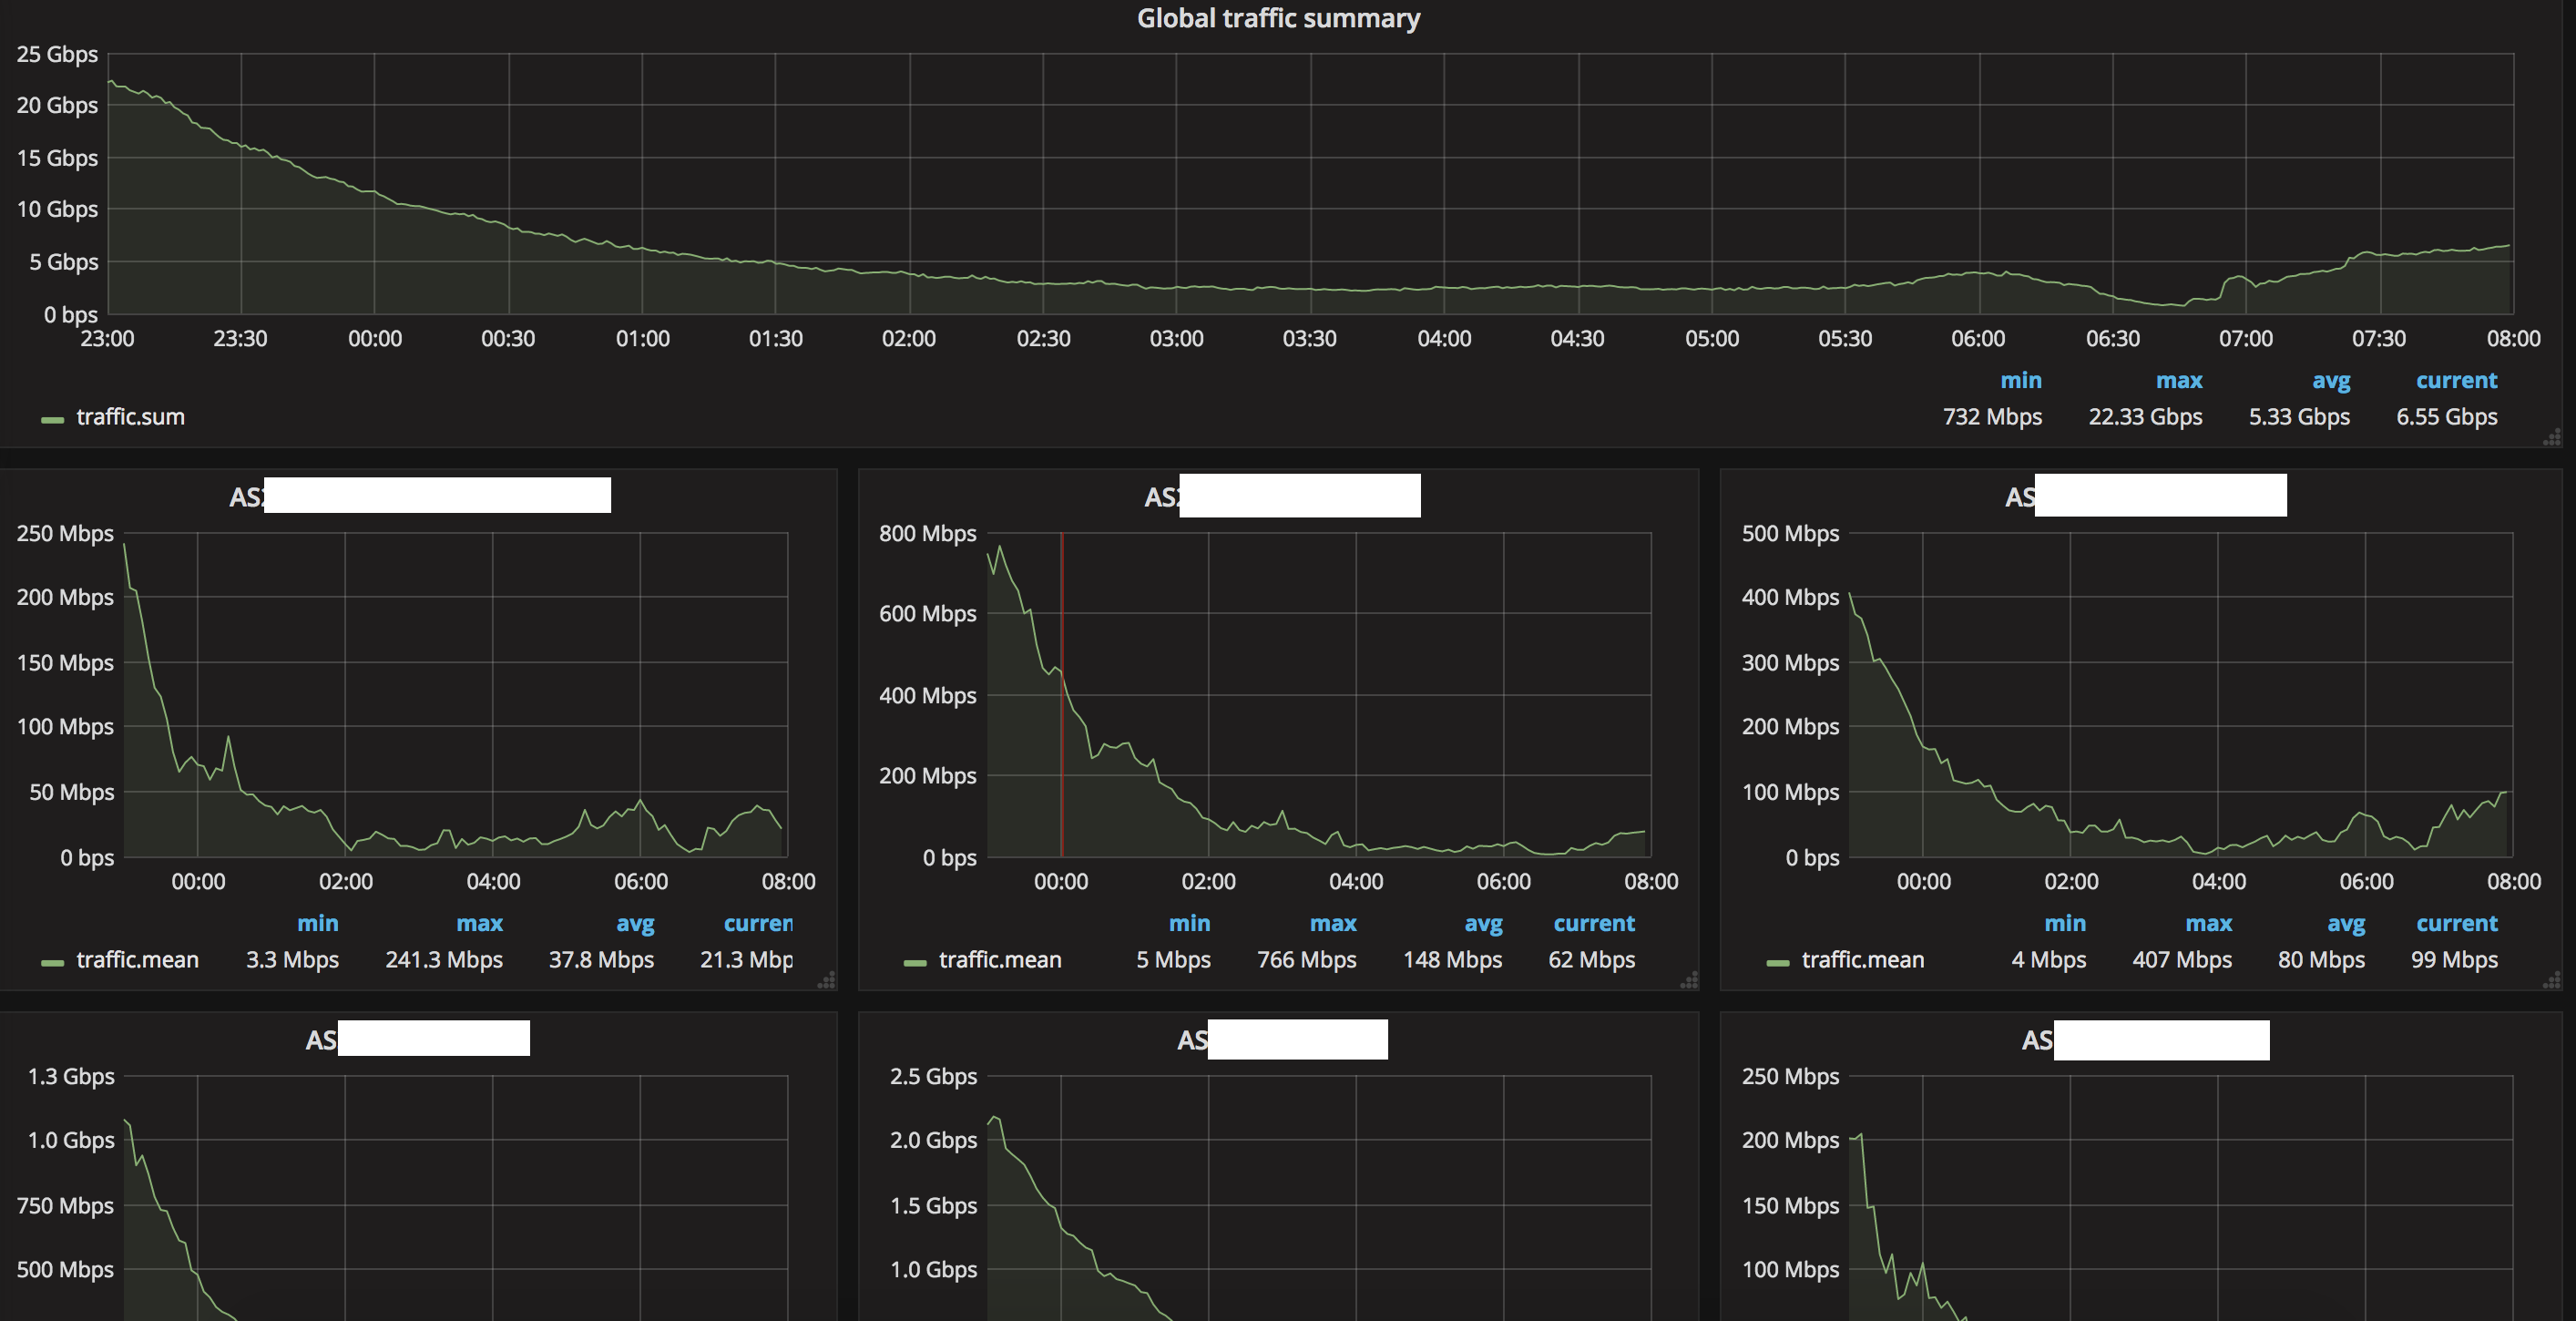 Global traffic summary
25 Gbps
20 Gbps
15 Gbps
10 Gbps
5 Gbps
0 bps
23:00 23:30 00:00 00:30 01:00 01:30 02:00 02:30 03:00 03:30 04:00 04:30 05:00 05:30 06:00 06:30 07:00 07:30 08:00
min max avg current
traffic.sum 732 Mbps 22.33 Gbps 5.33 Gbps 6.55 Gbps
AS
250 Mbps
200 Mbps
150 Mbps
100 Mbps
50 Mbps
0 bps
00:00 02:00 04:00 06:00 08:00
min max avg curren
traffic.mean 3.3 Mbps 241.3 Mbps 37.8 Mbps 21.3 Mbp
AS
800 Mbps
600 Mbps
400 Mbps
200 Mbps
0 bps
00:00 02:00 04:00 06:00 08:00
min max avg current
traffic.mean 5 Mbps 766 Mbps 148 Mbps 62 Mbps
AS
500 Mbps
400 Mbps
300 Mbps
200 Mbps
100 Mbps
0 bps
00:00 02:00 04:00 06:00 08:00
min max avg current
traffic.mean 4 Mbps 407 Mbps 80 Mbps 99 Mbps
AS
1.3 Gbps
1.0 Gbps
750 Mbps
500 Mbps
AS
2.5 Gbps
2.0 Gbps
1.5 Gbps
1.0 Gbps
AS
250 Mbps
200 Mbps
150 Mbps
100 Mbps